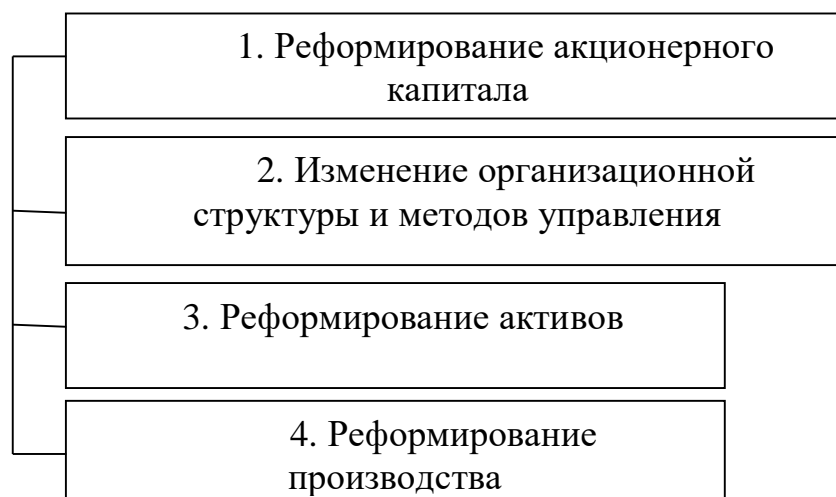 1. Реформирование акционерного
капитала
2. Изменение организационной
структуры и методов управления
3. Реформирование активов
4. Реформирование
производства